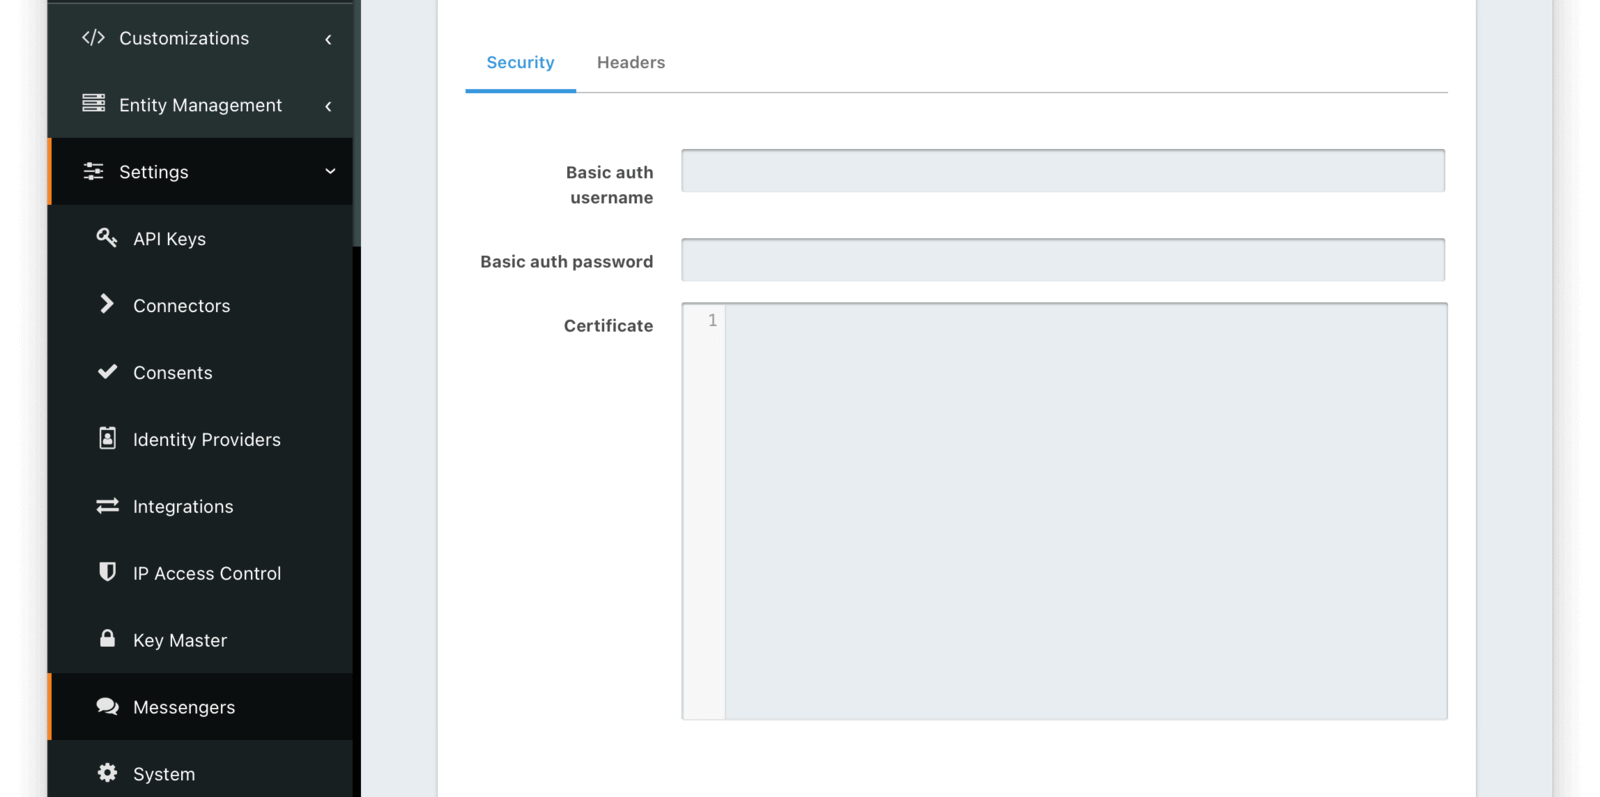 Customizations
Entity Management
Settings
API Keys
Connectors
Consents
Identity Providers
Integrations
IP Access Control
Key Master
Messengers
System
Security
Headers
Basic auth
username
Basic auth password
Certificate
1